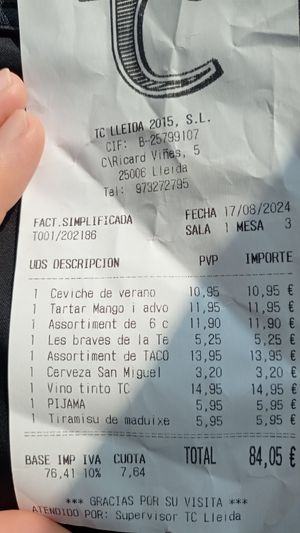 TC
TC LLEIDA 2015, S.L.
CIF: B-25799107
C\Ricard Viñes, 5
25006 Lleida
Tel: 973272795
FACT.SIMPLIFICADA FECHA 17/08/2024
T001/202186 SALA 1 MESA 3
UDS DESCRIPCION PVP IMPORTE
1 Ceviche de verano 10,95 10,95 €
1 Tartar Mango i advo 11,95 11,95 €
1 Assortiment de 6 c 11,90 11,90 €
1 Les braves de la Te 5,25 5,25 €
1 Assortiment de TACO 13,95 13,95 €
1 Cerveza San Miguel 3,20 3,20 €
1 Vino tinto TC 14,95 14,95 €
1 PIJAMA 5,95 5,95 €
1 Tiramisu de maduixe 5,95 5,95 €
BASE IMP IVA CUOTA TOTAL 84,05 €
76,41 10% 7,64
*** GRACIAS POR SU VISITA ***
ATENDIDO POR: Supervisor TC Lleida